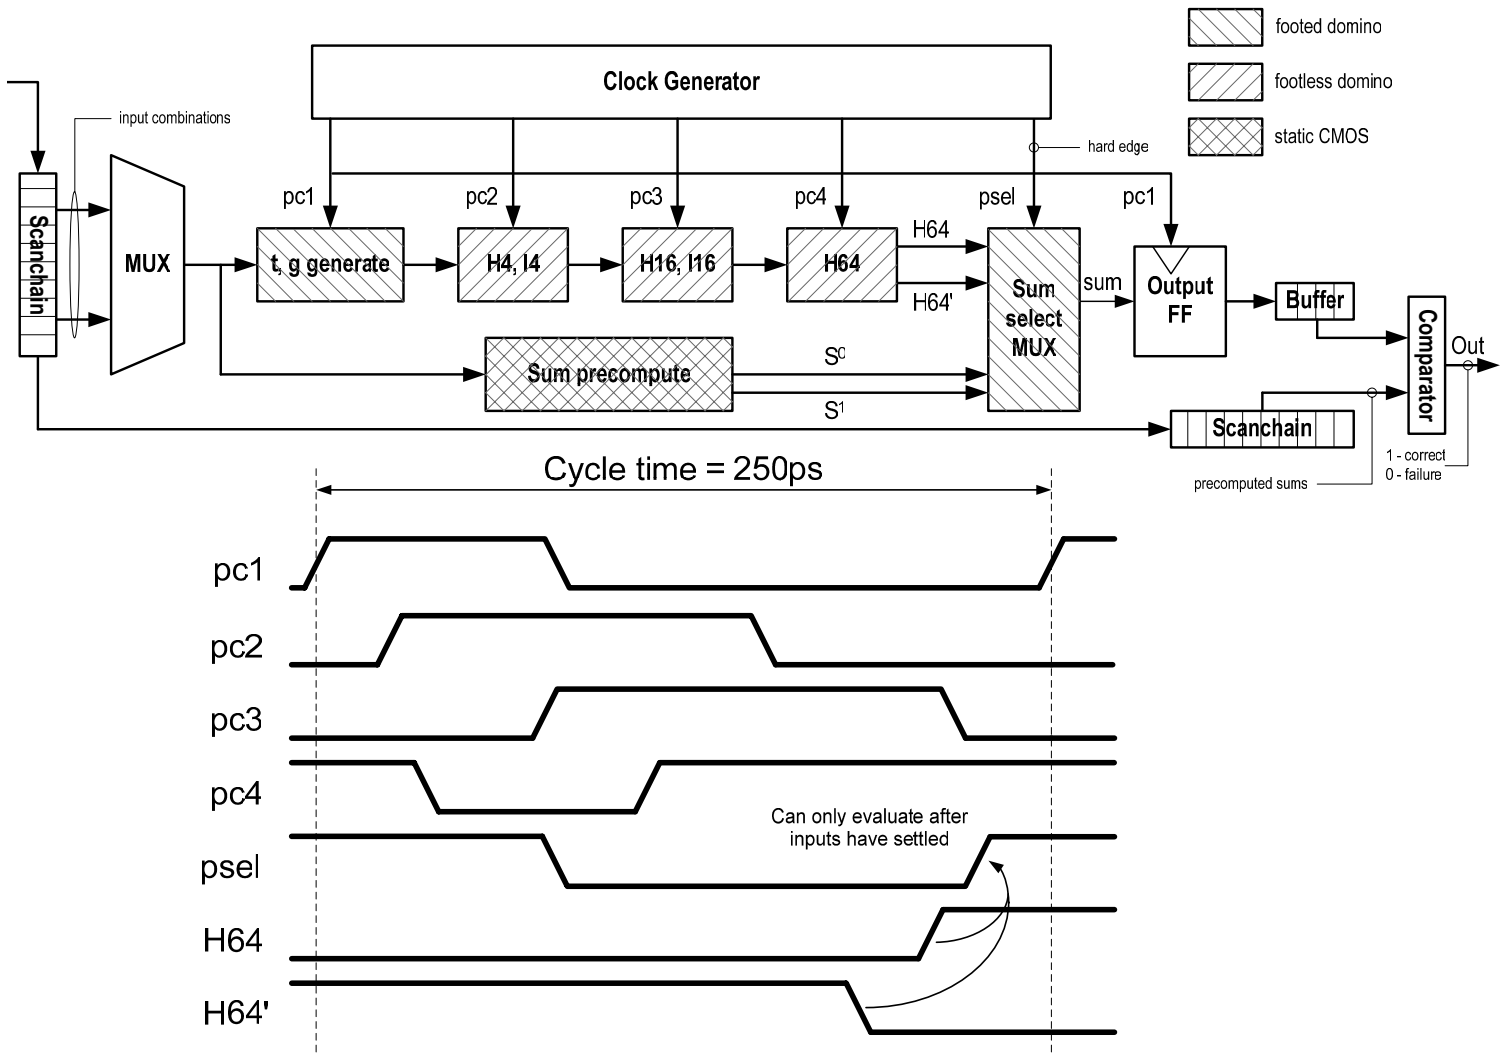 footed domino
Clock Generator
footless domino
input combinations
static CMOS
hard edge
pc1
pc2
pc3
pc4
psel
pc1
Scanchain
MUX
t, g generate
H4, I4
H16, I16
H64
H64
H64'
Sum
select
MUX
sum
Output
FF
Buffer
Comparator
Out
Sum precompute
S0
S1
Scanchain
1 - correct
0 - failure
precomputed sums
Cycle time = 250ps
pc1
pc2
pc3
pc4
Can only evaluate after
inputs have settled
psel
H64
H64'